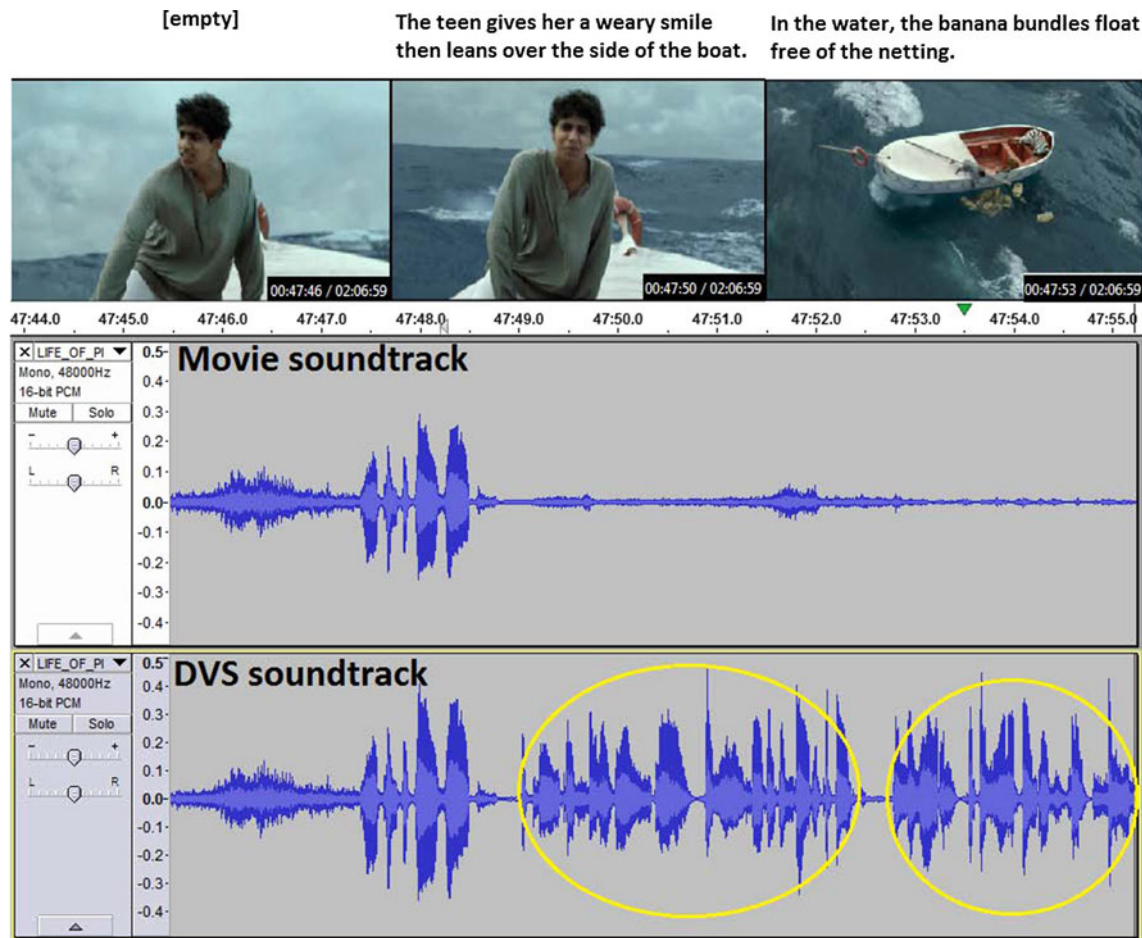 [empty]
The teen gives her a weary smile
then leans over the side of the boat.
In the water, the banana bundles float
free of the netting.
00:47:46 / 02:06:59
00:47:50 / 02:06:59
00:47:53 / 02:06:59
47:44.0 47:45.0 47:46.0 47:47.0 47:48.0 47:49.0 47:50.0 47:51.0 47:52.0 47:53.0 47:54.0 47:55.0
X LIFE_OF_PI
Mono, 48000Hz
16-bit PCM
Mute Solo
- +
L R
0.5
0.4
0.3
0.2
0.1
0.0
-0.1
-0.2
-0.3
-0.4
Movie soundtrack
X LIFE_OF_PI
Mono, 48000Hz
16-bit PCM
Mute Solo
- +
L R
0.5
0.4
0.3
0.2
0.1
0.0
-0.1
-0.2
-0.3
-0.4
DVS soundtrack